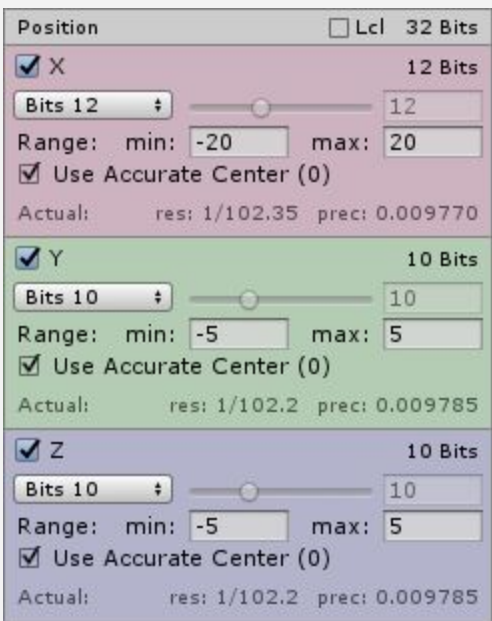 Position Lcl 32 Bits
X 12 Bits
Bits 12 12
Range: min: -20 max: 20
Use Accurate Center (0)
Actual: res: 1/102.35 prec: 0.009770
Y 10 Bits
Bits 10 10
Range: min: -5 max: 5
Use Accurate Center (0)
Actual: res: 1/102.2 prec: 0.009785
Z 10 Bits
Bits 10 10
Range: min: -5 max: 5
Use Accurate Center (0)
Actual: res: 1/102.2 prec: 0.009785